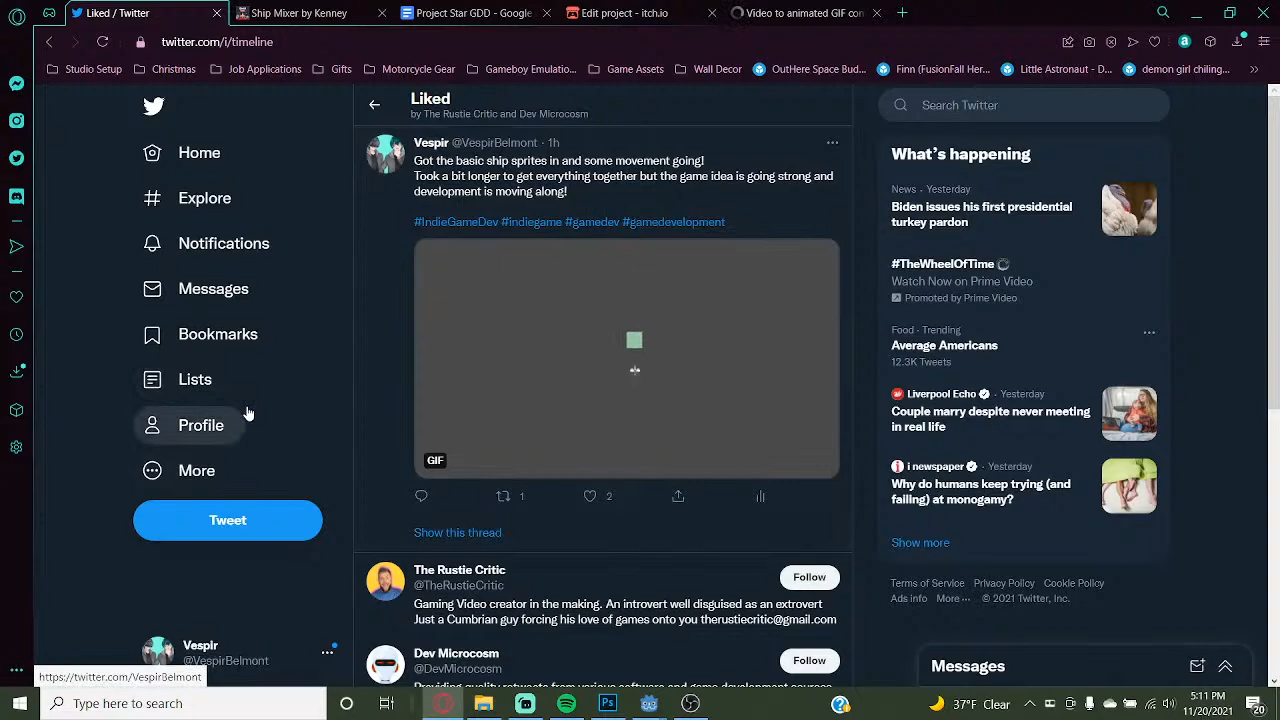 Liked / Twitter
Ship Mixer by Kenney
Project Star GDD - Google
Edit project - itch.io
Video to animated GIF con
twitter.com/i/timeline
Studio Setup
Christmas
Job Applications
Gifts
Motorcycle Gear
Gameboy Emulatio...
Game Assets
Wall Decor
OutHere Space Bud...
Finn (FusionFall Her...
Little Astronaut - D...
demon girl chiling...
Home
Explore
Notifications
Messages
Bookmarks
Lists
Profile
More
Tweet
Vespir
@VespirBelmont
https://twitter.com/VespirBelmont
Liked
by The Rustie Critic and Dev Microcosm
Vespir @VespirBelmont · 1h
Got the basic ship sprites in and some movement going!
Took a bit longer to get everything together but the game idea is going strong and
development is moving along!
#IndieGameDev #indiegame #gamedev #gamedevelopment
GIF
1
2
Show this thread
The Rustie Critic
@TheRustieCritic
Follow
Gaming Video creator in the making. An introvert well disguised as an extrovert
Just a Cumbrian guy forcing his love of games onto you therustiecritic@gmail.com
Dev Microcosm
@DevMicrocosm
Follow
Search Twitter
What's happening
News · Yesterday
Biden issues his first presidential
turkey pardon
#TheWheelOfTime
Watch Now on Prime Video
Promoted by Prime Video
Food · Trending
Average Americans
12.3K Tweets
Liverpool Echo · Yesterday
Couple marry despite never meeting
in real life
i newspaper · Yesterday
Why do humans keep trying (and
failing) at monogamy?
Show more
Terms of Service Privacy Policy Cookie Policy
Ads info More ··· © 2021 Twitter, Inc.
Messages
Type here to search
Ps
37°F Clear
5:11 PM
11/20/2021
20